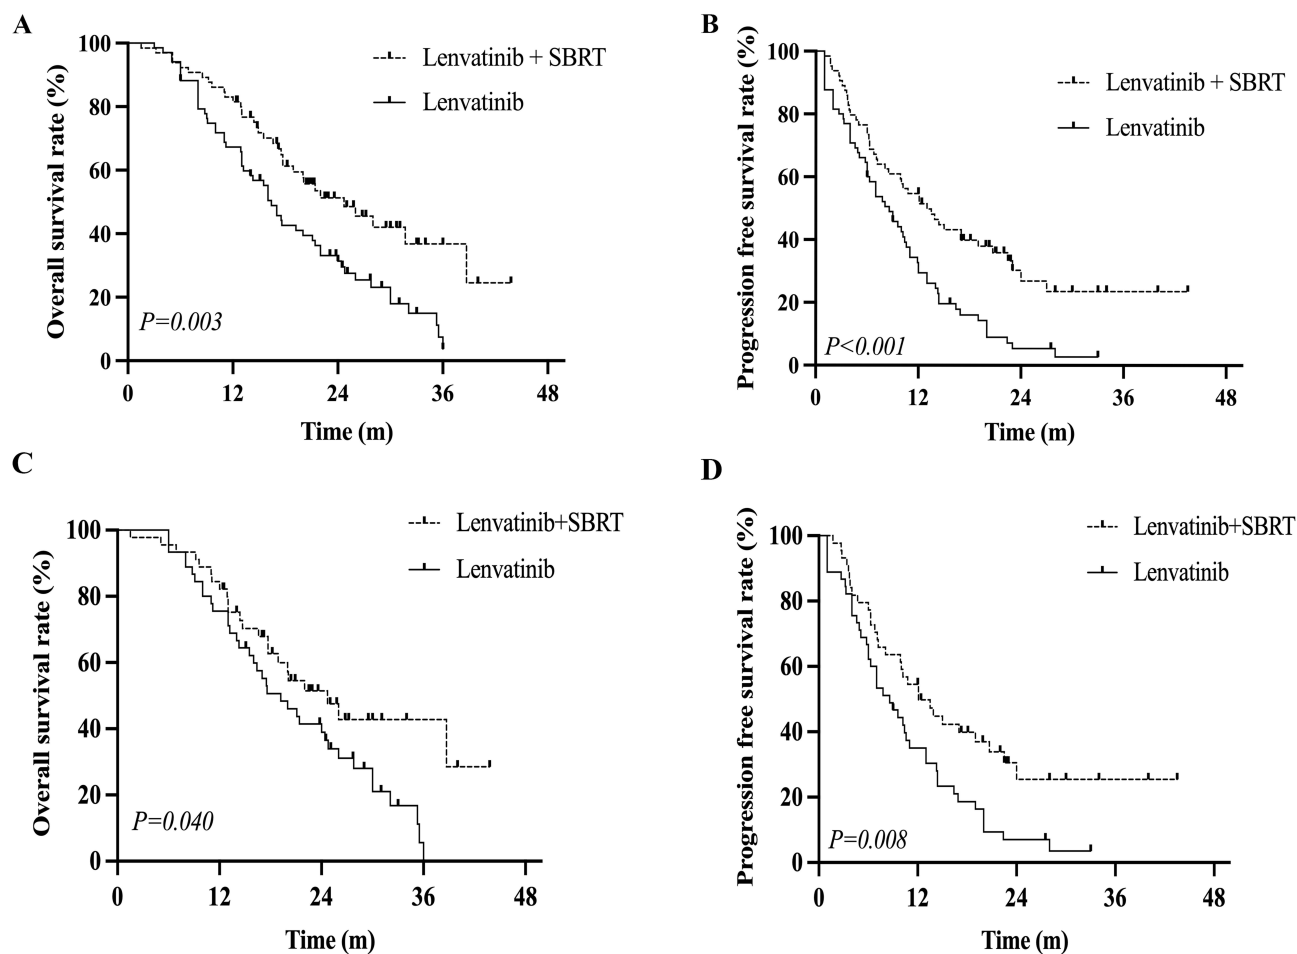 A
Overall survival rate (%)
100
80
60
40
20
0
0 12 24 36 48
Time (m)
Lenvatinib + SBRT
Lenvatinib
P=0.003
B
Progression free survival rate (%)
100
80
60
40
20
0
0 12 24 36 48
Time (m)
Lenvatinib + SBRT
Lenvatinib
P<0.001
C
Overall survival rate (%)
100
80
60
40
20
0
0 12 24 36 48
Time (m)
Lenvatinib+SBRT
Lenvatinib
P=0.040
D
Progression free survival rate (%)
100
80
60
40
20
0
0 12 24 36 48
Time (m)
Lenvatinib+SBRT
Lenvatinib
P=0.008